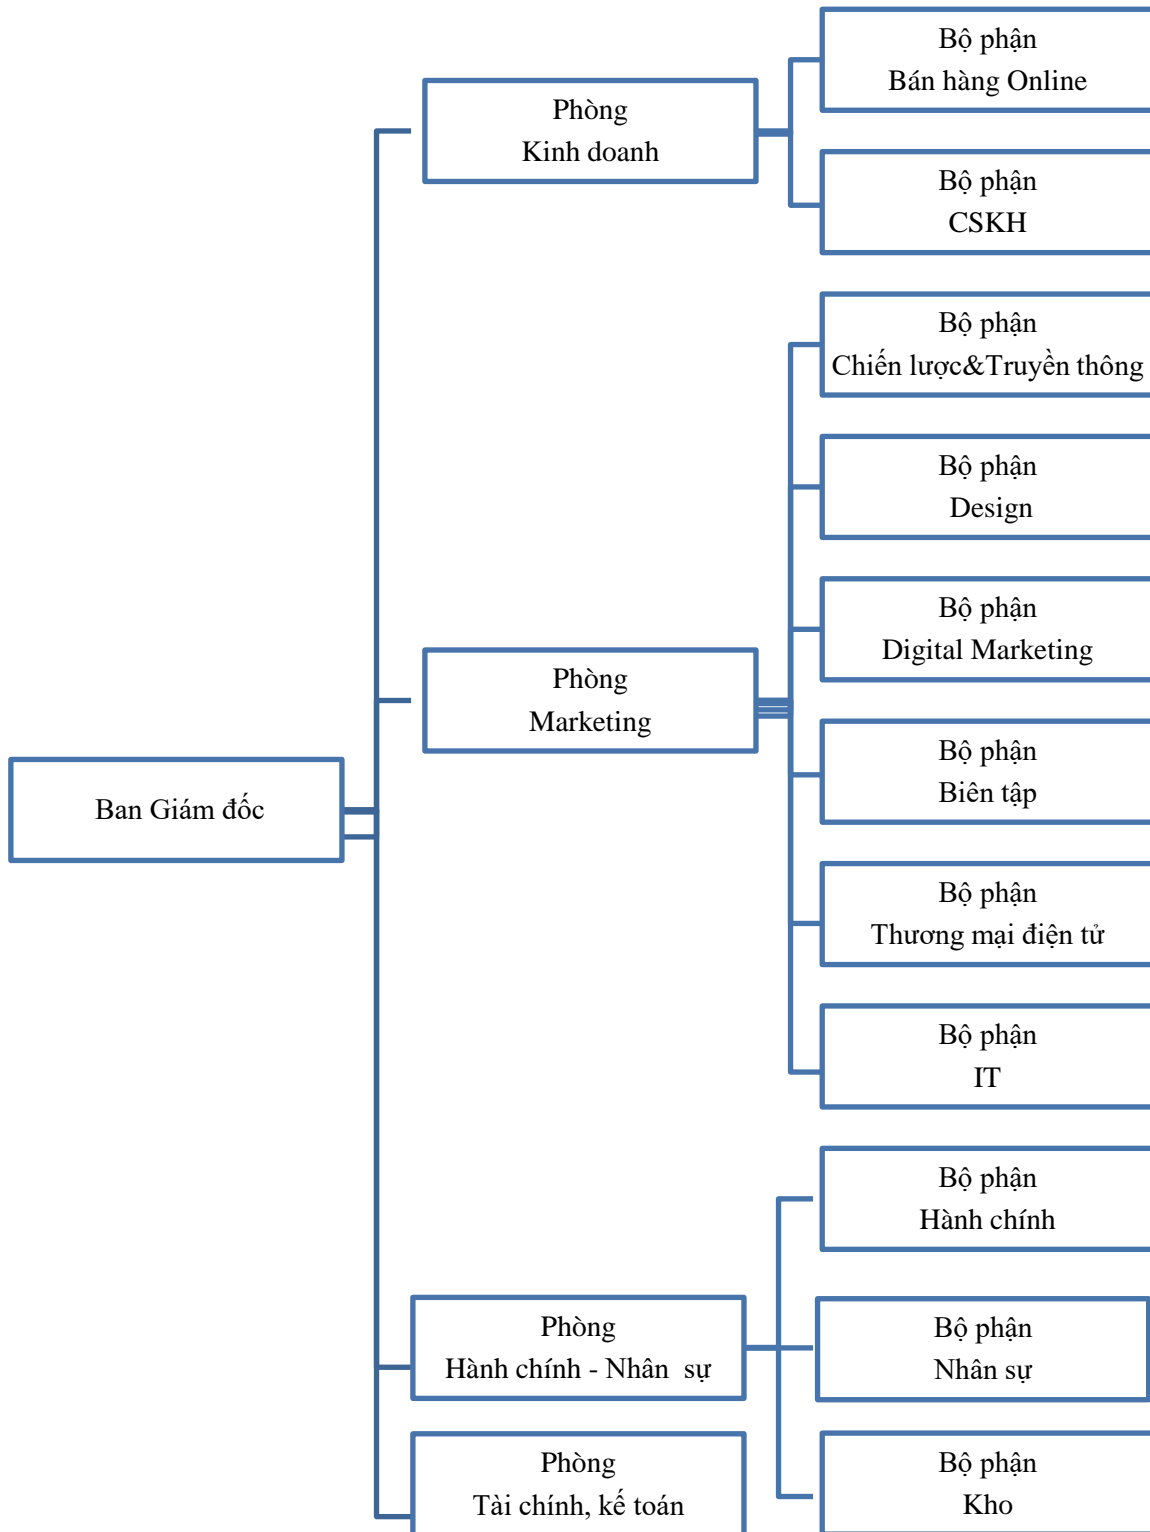 Bộ phận
Bán hàng Online
Phòng
Kinh doanh
Bộ phận
CSKH
Bộ phận
Chiến lược&Truyền thông
Bộ phận
Design
Bộ phận
Digital Marketing
Phòng
Marketing
Bộ phận
Biên tập
Ban Giám đốc
Bộ phận
Thương mại điện tử
Bộ phận
IT
Bộ phận
Hành chính
Phòng
Hành chính - Nhân  sự
Bộ phận
Nhân sự
Phòng
Tài chính, kế toán
Bộ phận
Kho